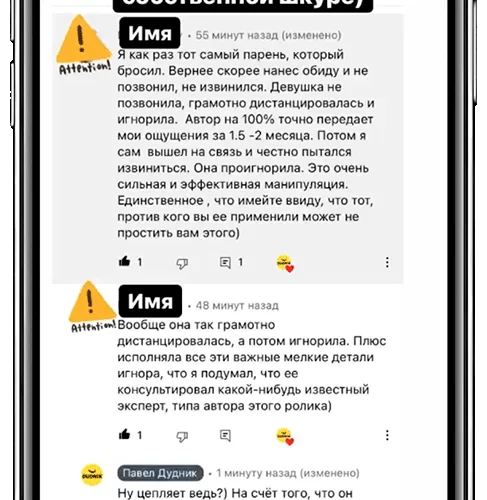 собственной шкуре)
Имя • 55 минут назад (изменено)
Attention!
Я как раз тот самый парень, который
бросил. Вернее скорее нанес обиду и не
позвонил, не извинился. Девушка не
позвонила, грамотно дистанцировалась и
игнорила. Автор на 100% точно передает
мои ощущения за 1.5 -2 месяца. Потом я
сам вышел на связь и честно пытался
извиниться. Она проигнорила. Это очень
сильная и эффективная манипуляция.
Единственное , что имейте ввиду, что тот,
против кого вы ее применили может не
простить вам этого)
1 1
Имя • 48 минут назад
Attention!
Вообще она так грамотно
дистанцировалась, а потом игнорила. Плюс
исполняла все эти важные мелкие детали
игнора, что я подумал, что ее
консультировал какой-нибудь известный
эксперт, типа автора этого ролика)
1
DUDNIK Павел Дудник • 1 минуту назад (изменено)
Ну цепляет ведь?) На счёт того, что он